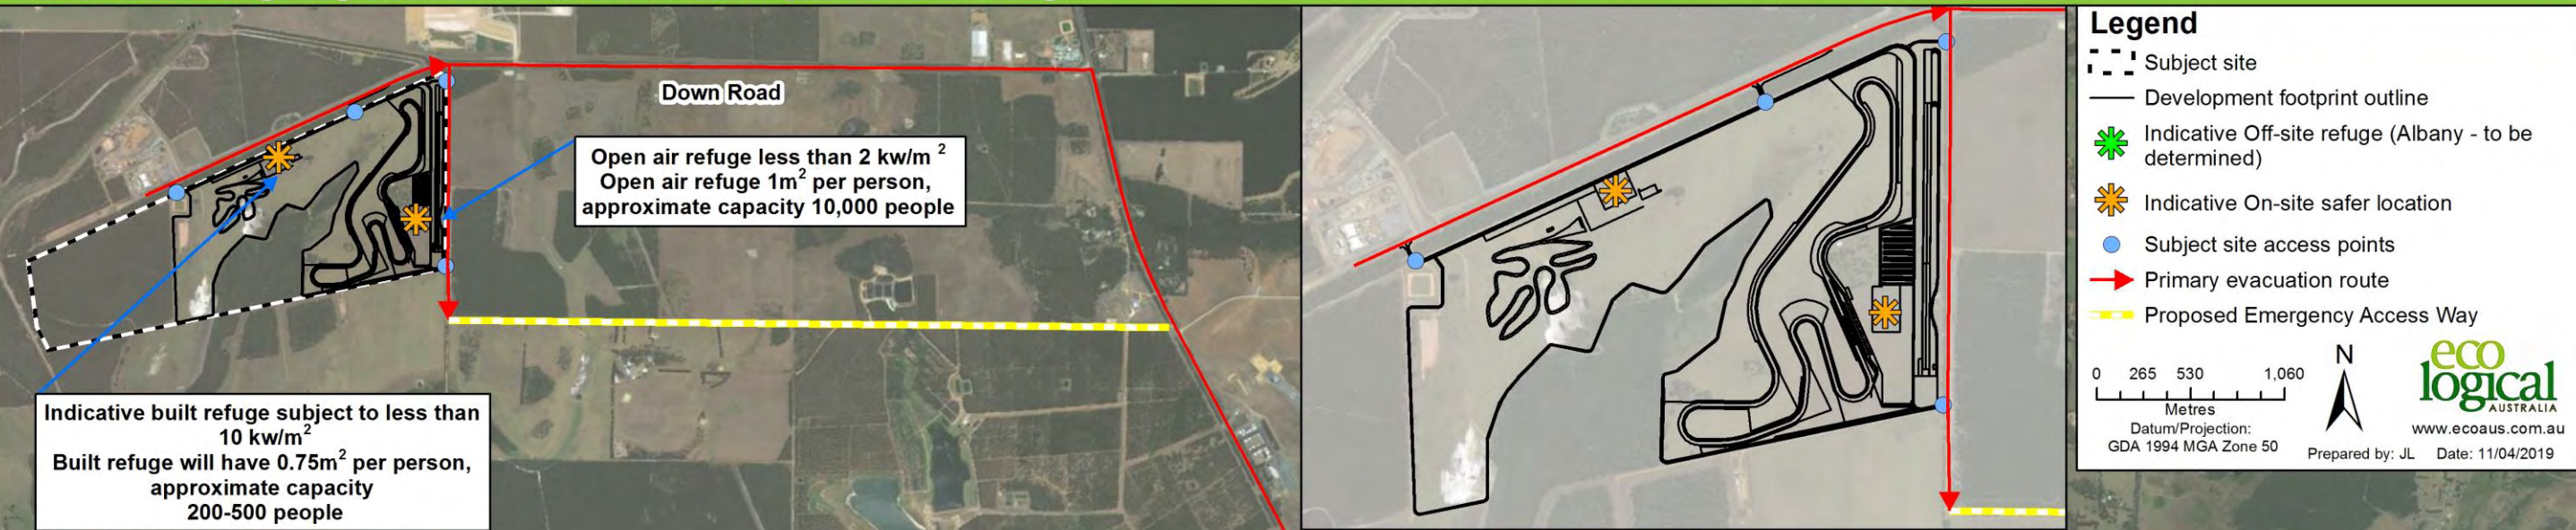 Down Road
Open air refuge less than 2 kw/m 2
Open air refuge 1m2 per person,
approximate capacity 10,000 people
Indicative built refuge subject to less than
10 kw/m2
Built refuge will have 0.75m2 per person,
approximate capacity
200-500 people
Legend
Subject site
Development footprint outline
Indicative Off-site refuge (Albany - to be
determined)
Indicative On-site safer location
Subject site access points
Primary evacuation route
Proposed Emergency Access Way
0 265 530 1,060
Metres
Datum/Projection:
GDA 1994 MGA Zone 50
N
eco
logical
AUSTRALIA
www.ecoaus.com.au
Prepared by: JL Date: 11/04/2019